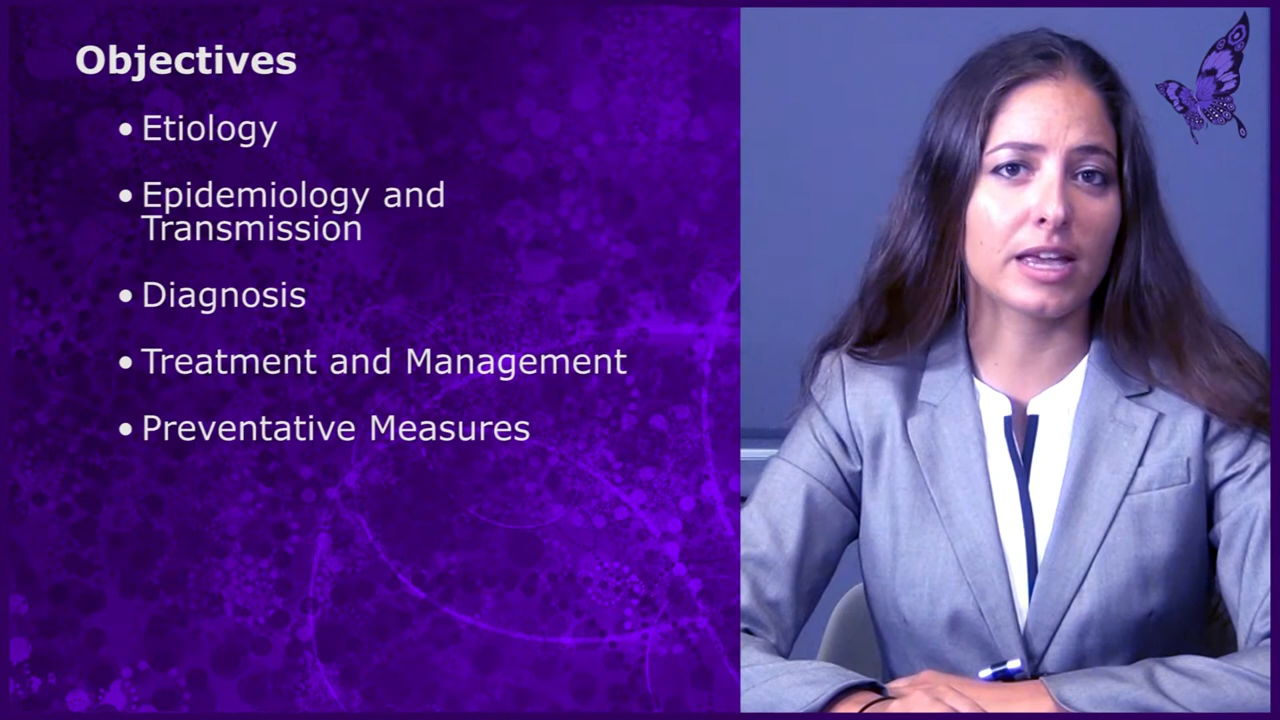 Objectives
• Etiology
• Epidemiology and
Transmission
• Diagnosis
• Treatment and Management
• Preventative Measures